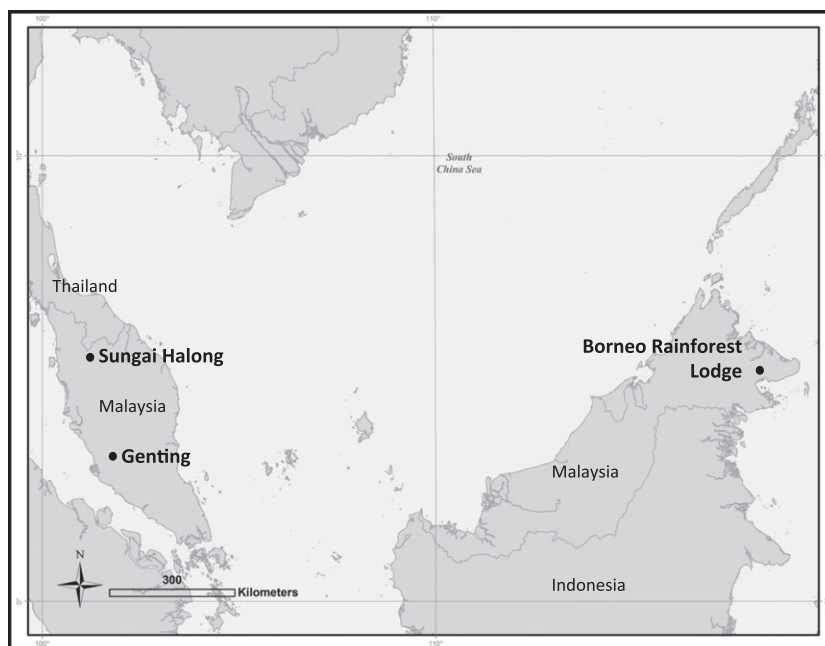 100°
110°
10°
South
China Sea
Thailand
Sungai Halong
Borneo Rainforest
Lodge
Malaysia
Genting
Malaysia
N
300
Kilometers
Indonesia
0°
100°
110°